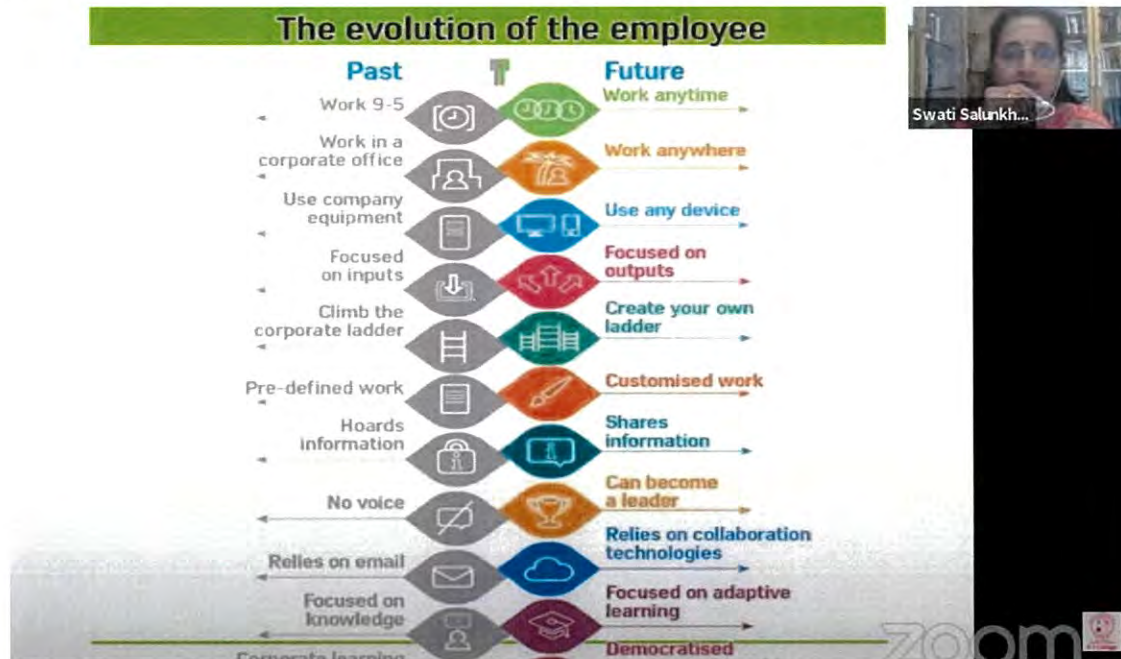 The evolution of the employee
Past
Future
Work 9-5
Work anytime
Work in a
corporate office
Work anywhere
Use company
equipment
Use any device
Focused
on inputs
Focused on
outputs
Climb the
corporate ladder
Create your own
ladder
Pre-defined work
Customised work
Hoards
information
Shares
information
No voice
Can become
a leader
Relies on email
Relies on collaboration
technologies
Focused on
knowledge
Focused on adaptive
learning
Corporate learning
Democratised
Swati Salunkh...
zoom